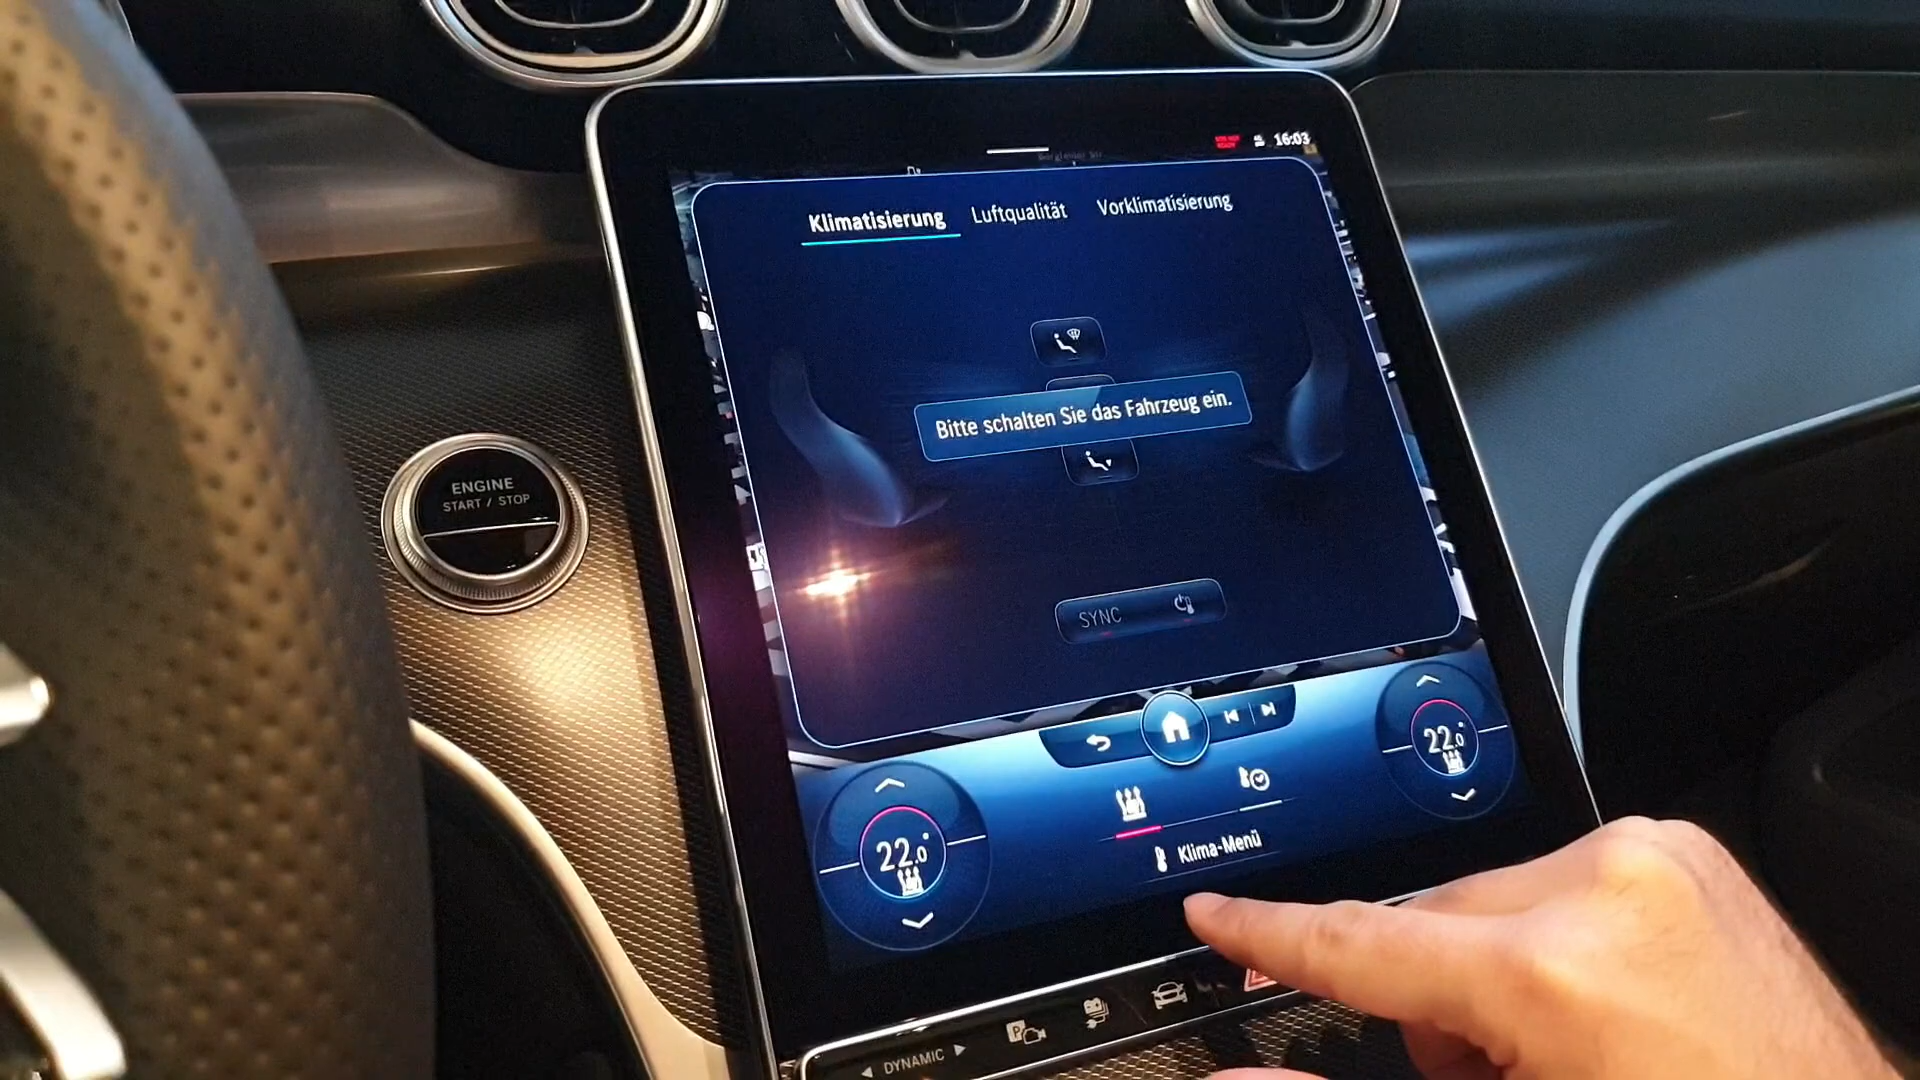 16:03
Klimatisierung Luftqualität Vorklimatisierung
Bitte schalten Sie das Fahrzeug ein.
ENGINE
START / STOP
SYNC
22.0°
22.0°
Klima-Menü
P
DYNAMIC